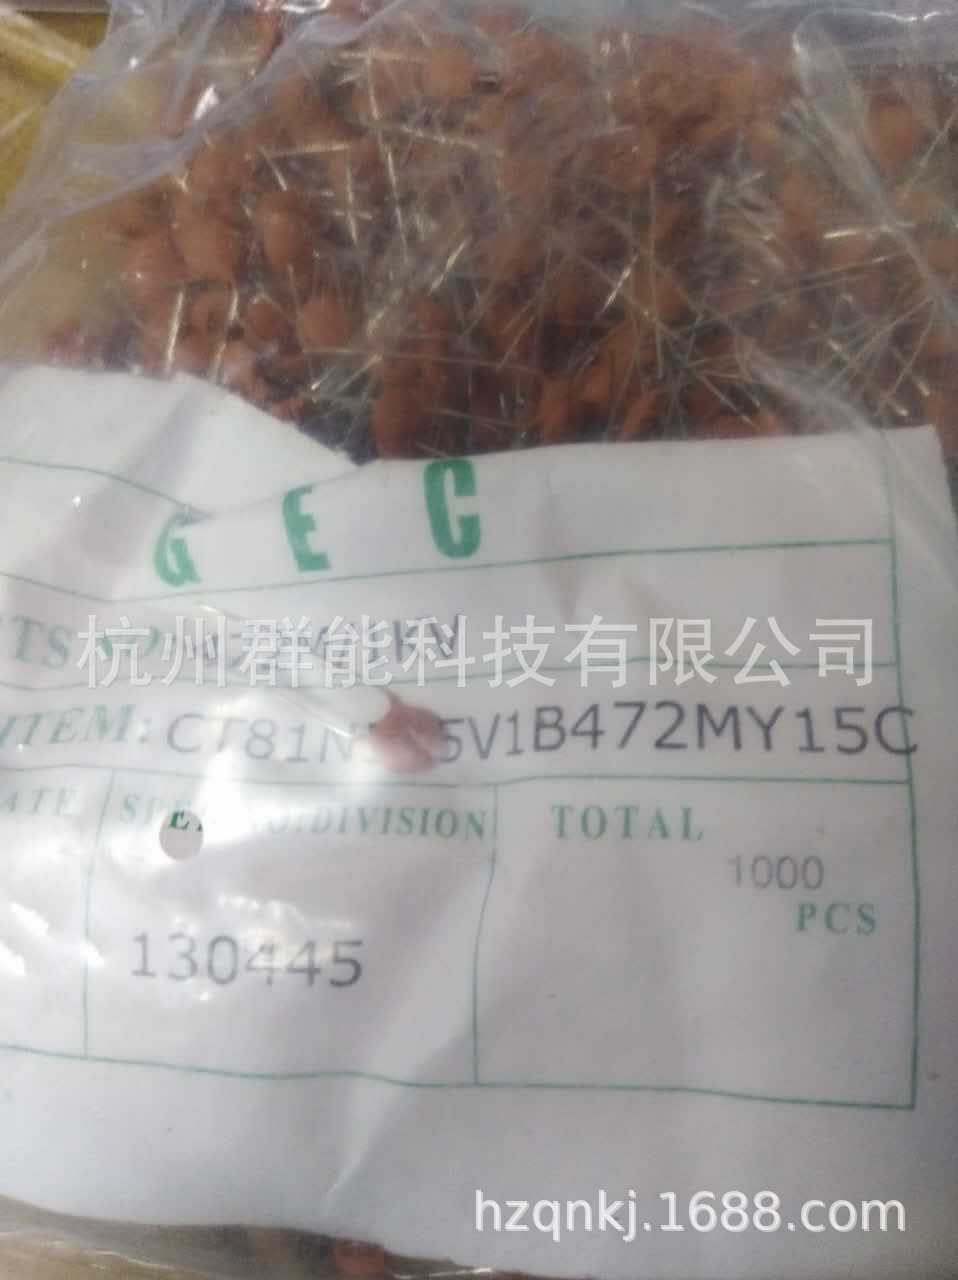 GEC
杭州群能科技有限公司
ITEM: CT81N 5V1B472MY15C
ATE
DIVISION
TOTAL
1000
PCS
130445
hzqnkj.1688.com